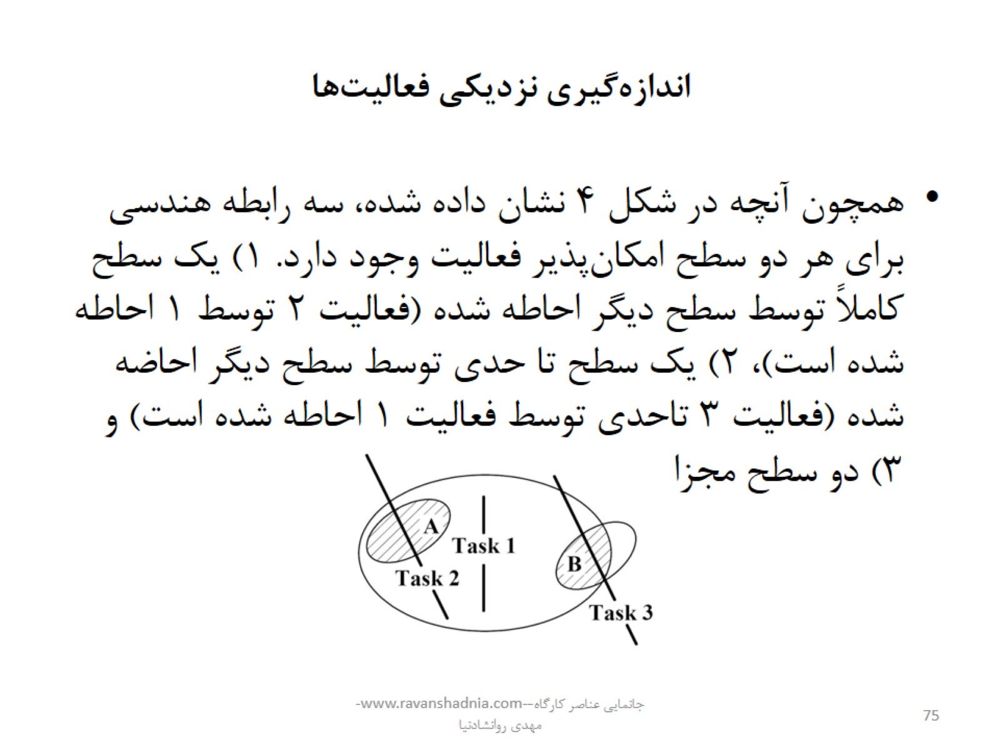 اندازه‌گیری نزدیکی فعالیت‌ها
• همچون آنچه در شکل ۴ نشان داده شده، سه رابطه هندسی
برای هر دو سطح امکان‌پذیر فعالیت وجود دارد. ۱) یک سطح
کاملاً توسط سطح دیگر احاطه شده (فعالیت ۲ توسط ۱ احاطه
شده است)، ۲) یک سطح تا حدی توسط سطح دیگر احاضه
شده (فعالیت ۳ تاحدی توسط فعالیت ۱ احاطه شده است) و
۳) دو سطح مجزا
A
Task 1
B
Task 2
Task 3
جانمایی عناصر کارگاه--www.ravanshadnia.com-
مهدی روانشادنیا
75